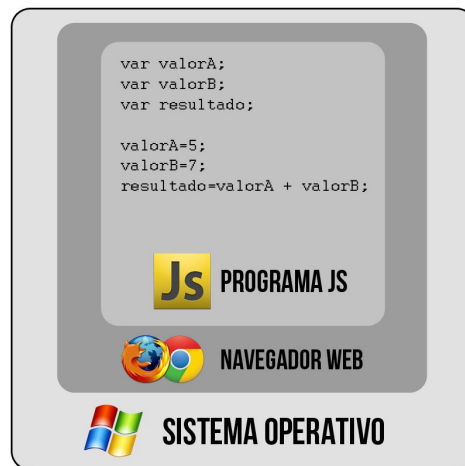 var valorA;
var valorB;
var resultado;
valorA=5;
valorB=7;
resultado=valorA + valorB;
Js PROGRAMA JS
NAVEGADOR WEB
SISTEMA OPERATIVO